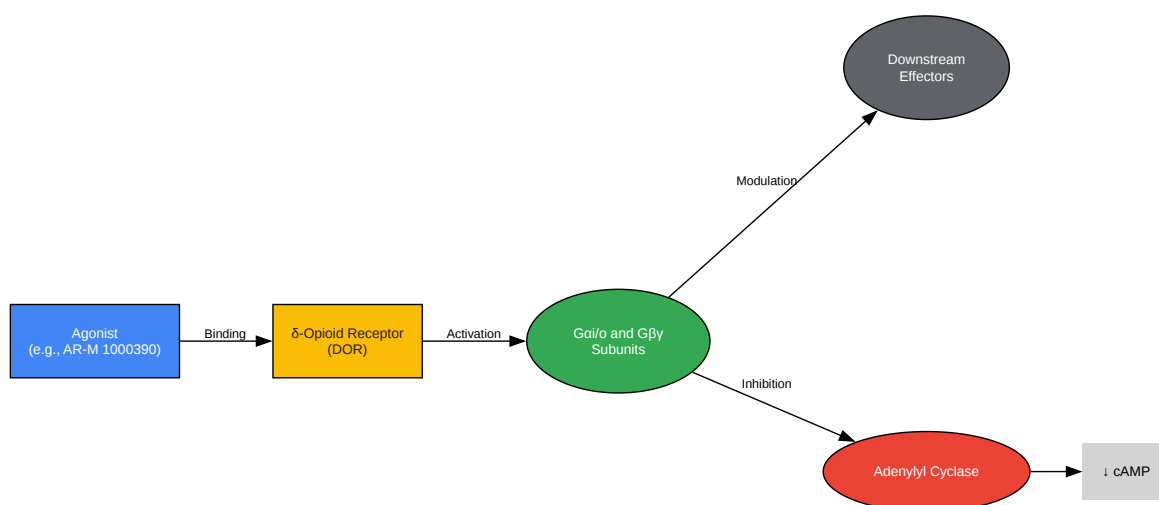 Downstream
Effectors
Modulation
Agonist
(e.g., AR-M 1000390)
Binding
δ-Opioid Receptor
(DOR)
Activation
Gαi/o and Gβγ
Subunits
Inhibition
Adenylyl Cyclase
↓ cAMP